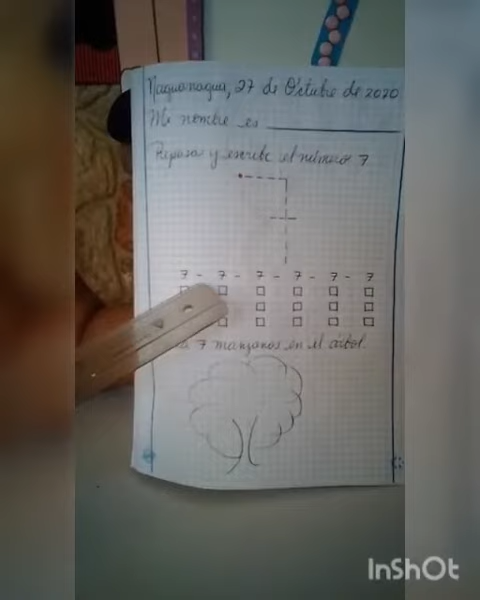 Naguanagua, 27 de Octubre de 2020
Mi nombre es
Repasa y escribe el número 7
7 - 7 - 7 - 7 - 7 - 7
7 manzanas en el árbol.
InShOt